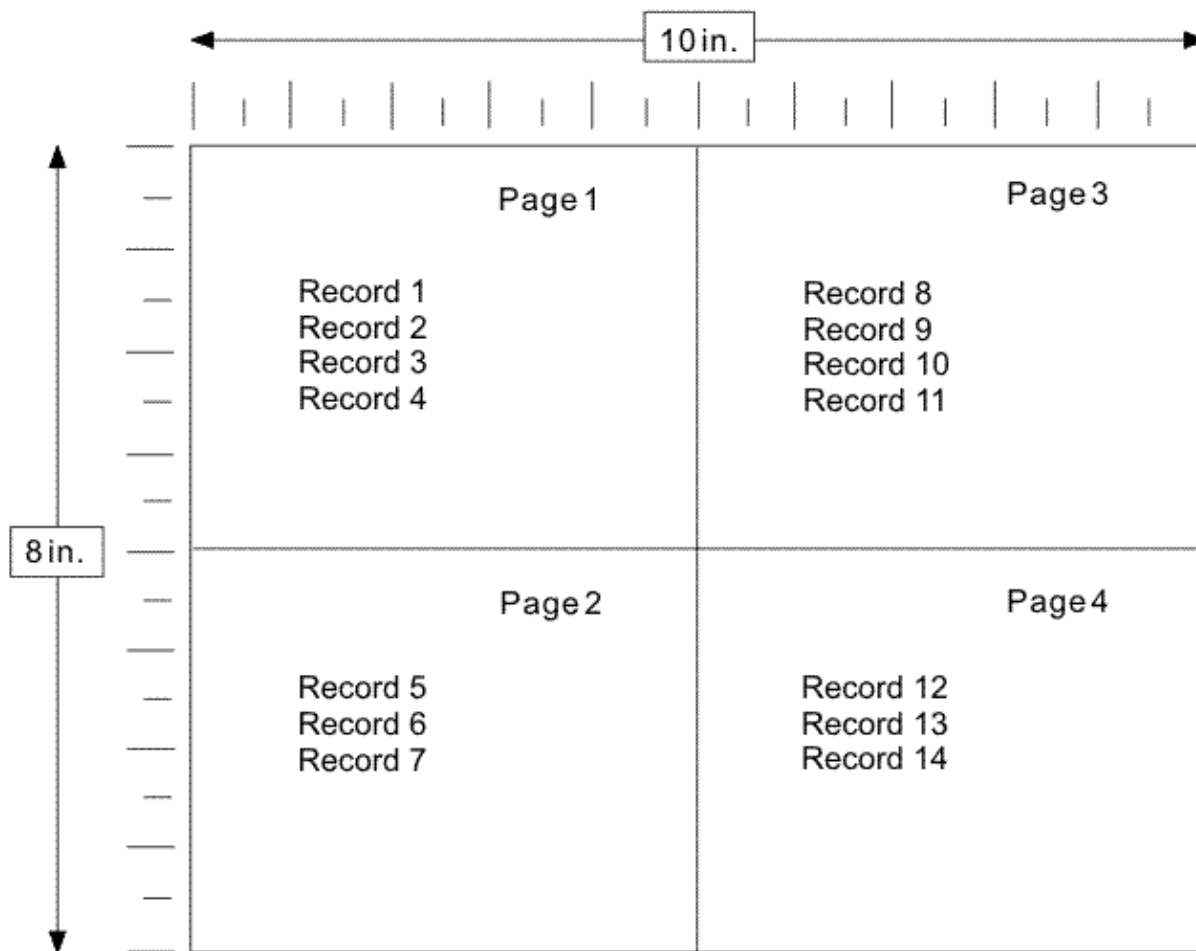 10 in.
8 in.
Page 1
Record 1
Record 2
Record 3
Record 4
Page 2
Record 5
Record 6
Record 7
Page 3
Record 8
Record 9
Record 10
Record 11
Page 4
Record 12
Record 13
Record 14